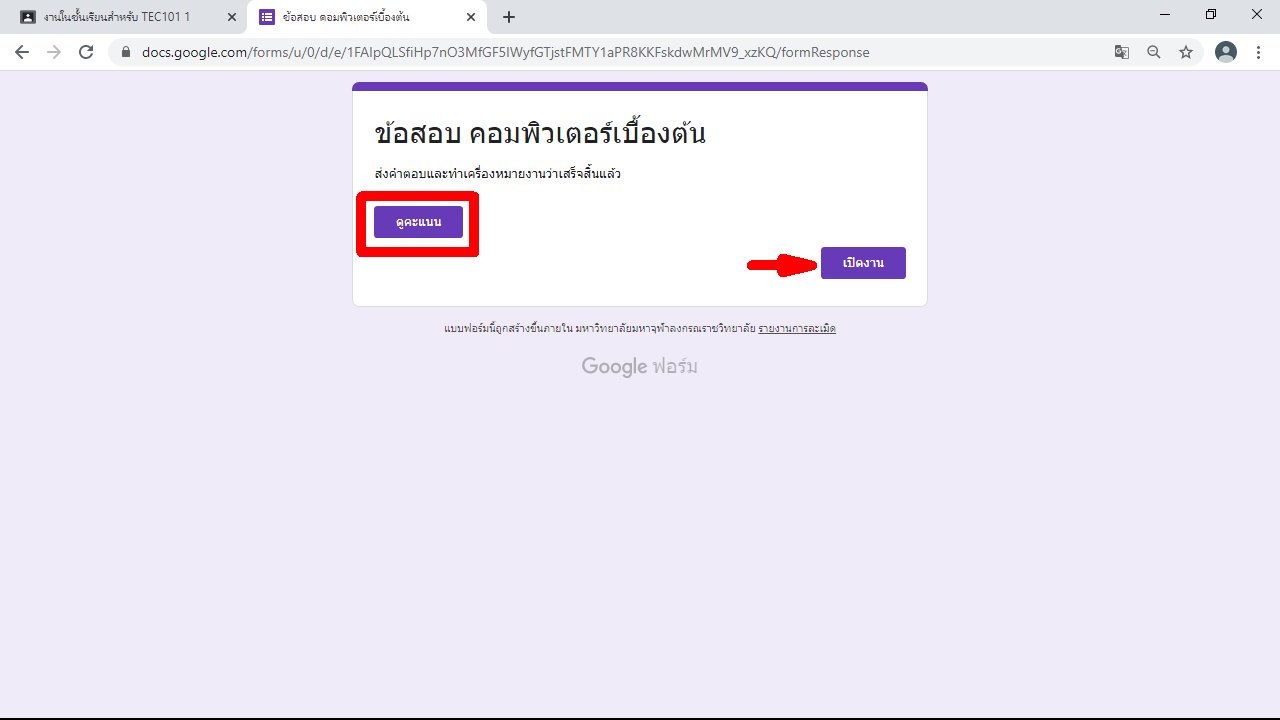 งานในชั้นเรียนสำหรับ TEC101 1
ข้อสอบ คอมพิวเตอร์เบื้องต้น
docs.google.com/forms/u/0/d/e/1FAIpQLSfiHp7nO3MfGF5IWyfGTjstFMTY1aPR8KKFskdwMrMV9_xzKQ/formResponse
ข้อสอบ คอมพิวเตอร์เบื้องต้น
ส่งคำตอบและทำเครื่องหมายงานว่าเสร็จสิ้นแล้ว
ดูคะแนน
เปิดงาน
แบบฟอร์มนี้ถูกสร้างขึ้นภายใน มหาวิทยาลัยมหาจุฬาลงกรณราชวิทยาลัย รายงานการละเมิด
Google ฟอร์ม